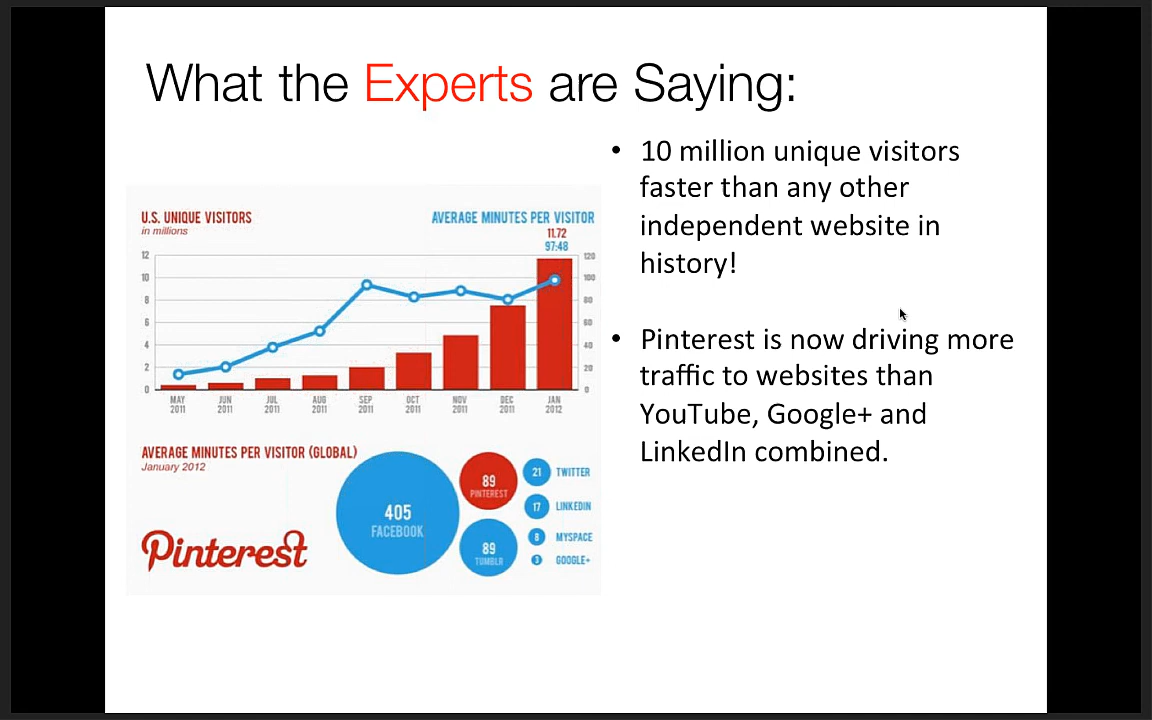 What the Experts are Saying:
U.S. UNIQUE VISITORS
in millions
AVERAGE MINUTES PER VISITOR
11.72
97:48
12
10
8
6
4
2
0
120
100
80
60
40
20
0
MAY
2011
JUN
2011
JUL
2011
AUG
2011
SEP
2011
OCT
2011
NOV
2011
DEC
2011
JAN
2012
AVERAGE MINUTES PER VISITOR (GLOBAL)
January 2012
405
FACEBOOK
89
PINTEREST
89
TUMBLR
21 TWITTER
17 LINKEDIN
8 MYSPACE
3 GOOGLE+
Pinterest
• 10 million unique visitors
faster than any other
independent website in
history!
• Pinterest is now driving more
traffic to websites than
YouTube, Google+ and
LinkedIn combined.